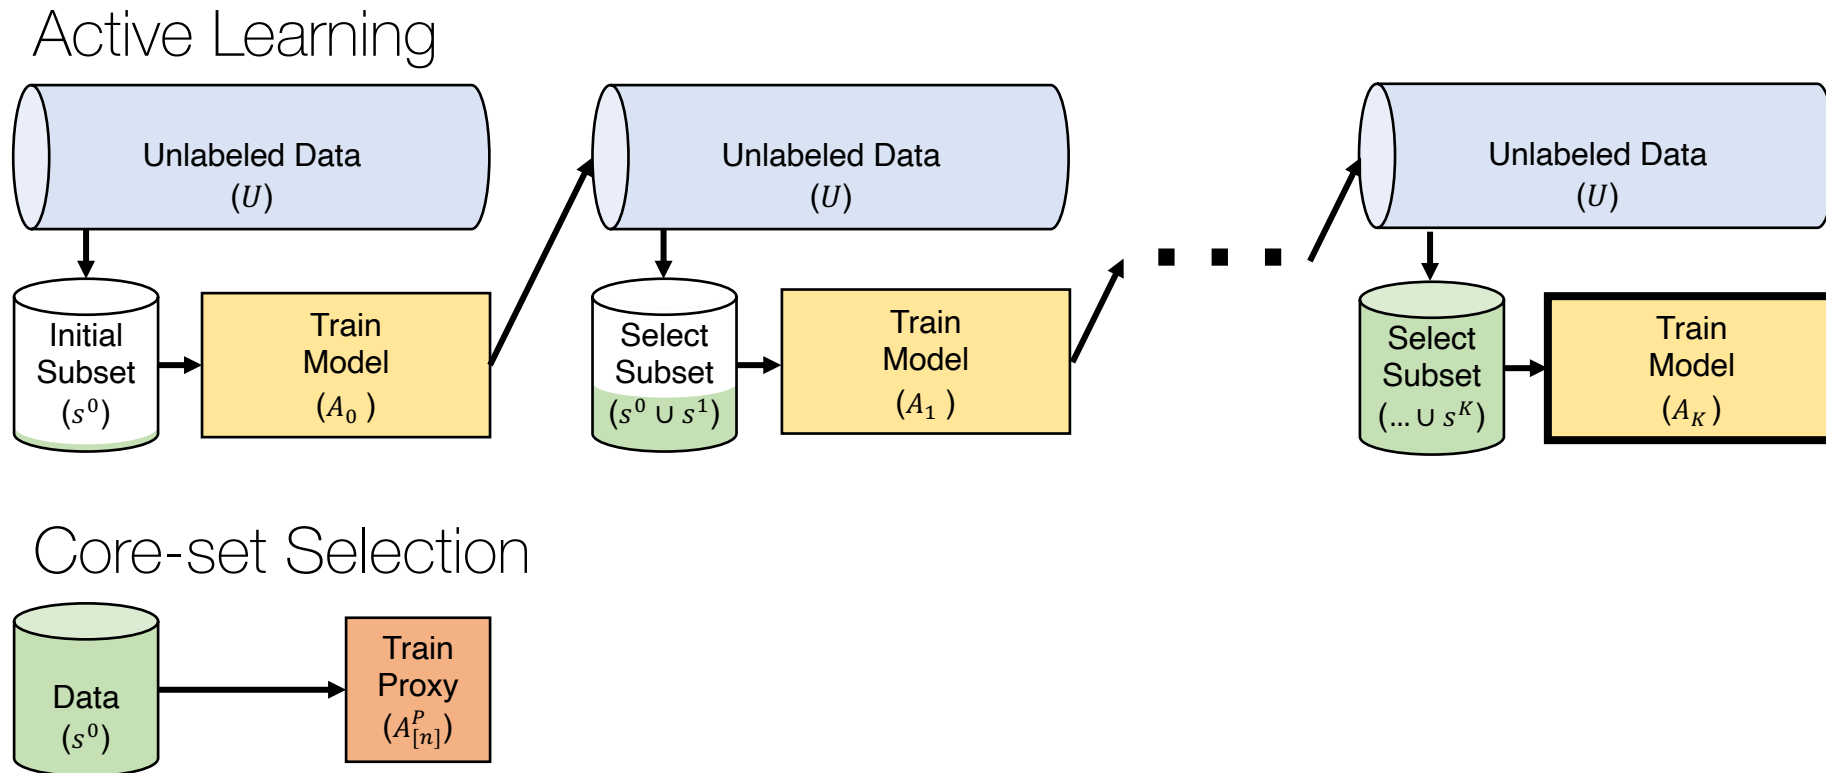 Active Learning
Unlabeled Data
(U)
Unlabeled Data
(U)
Unlabeled Data
(U)
Initial
Subset
(s⁰)
Train
Model
(A₀)
Select
Subset
(s⁰ ∪ s¹)
Train
Model
(A₁)
Select
Subset
(... ∪ sᴷ)
Train
Model
(A_K)
Core-set Selection
Data
(s⁰)
Train
Proxy
(A^P_[n])